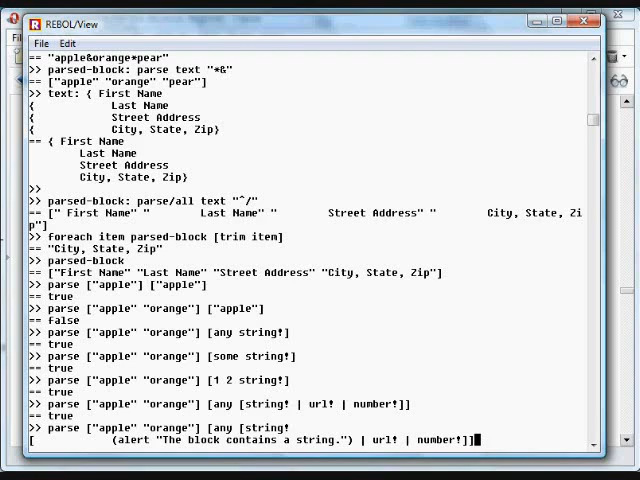 REBOL/View
Fil
File Edit
== "apple&orange*pear"
>> parsed-block: parse text "*&"
== ["apple" "orange" "pear"]
>> text: { First Name
{ Last Name
{ Street Address
{ City, State, Zip}
== { First Name
Last Name
Street Address
City, State, Zip}
>>
>> parsed-block: parse/all text "^/"
== [" First Name" " Last Name" " Street Address" " City, State, Zi
p"]
>> foreach item parsed-block [trim item]
== "City, State, Zip"
>> parsed-block
== ["First Name" "Last Name" "Street Address" "City, State, Zip"]
>> parse ["apple"] ["apple"]
== true
>> parse ["apple" "orange"] ["apple"]
== false
>> parse ["apple" "orange"] [any string!]
== true
>> parse ["apple" "orange"] [some string!]
== true
>> parse ["apple" "orange"] [1 2 string!]
== true
>> parse ["apple" "orange"] [any [string! | url! | number!]]
== true
>> parse ["apple" "orange"] [any [string!
[ (alert "The block contains a string.") | url! | number!]]